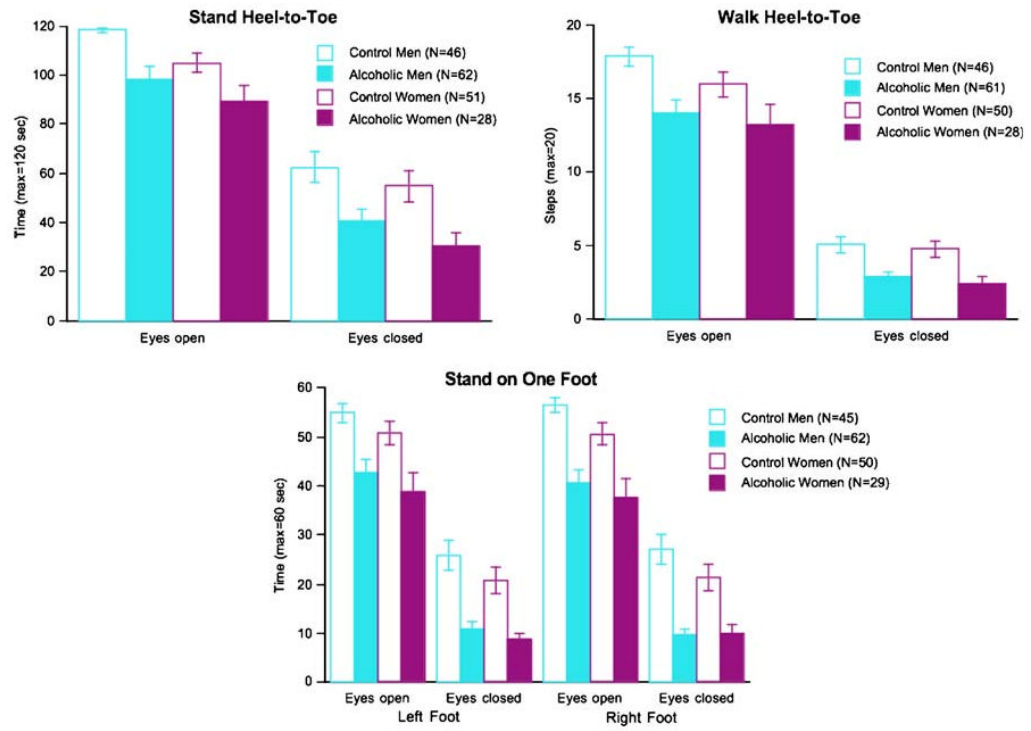 Stand Heel-to-Toe
Time (max=120 sec)
120
100
80
60
40
20
0
Control Men (N=46)
Alcoholic Men (N=62)
Control Women (N=51)
Alcoholic Women (N=28)
Eyes open
Eyes closed
Walk Heel-to-Toe
Steps (max=20)
20
15
10
5
0
Control Men (N=46)
Alcoholic Men (N=61)
Control Women (N=50)
Alcoholic Women (N=28)
Eyes open
Eyes closed
Stand on One Foot
Time (max=60 sec)
60
50
40
30
20
10
0
Control Men (N=45)
Alcoholic Men (N=62)
Control Women (N=50)
Alcoholic Women (N=29)
Eyes open
Eyes closed
Eyes open
Eyes closed
Left Foot
Right Foot